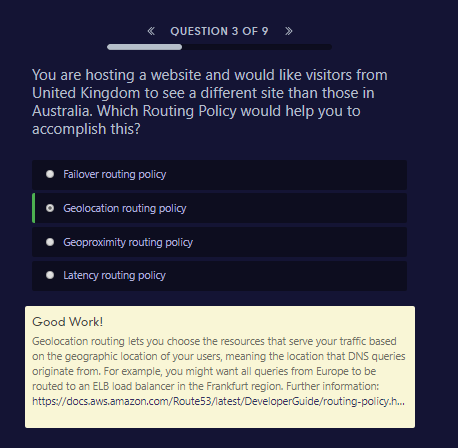 « QUESTION 3 OF 9 »
You are hosting a website and would like visitors from
United Kingdom to see a different site than those in
Australia. Which Routing Policy would help you to
accomplish this?
Failover routing policy
Geolocation routing policy
Geoproximity routing policy
Latency routing policy
Good Work!
Geolocation routing lets you choose the resources that serve your traffic based
on the geographic location of your users, meaning the location that DNS queries
originate from. For example, you might want all queries from Europe to be
routed to an ELB load balancer in the Frankfurt region. Further information:
https://docs.aws.amazon.com/Route53/latest/DeveloperGuide/routing-policy.h...